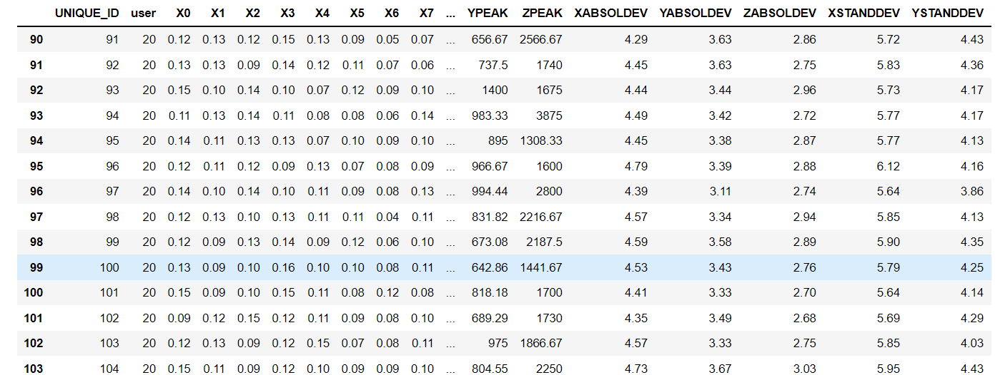 UNIQUE_ID user X0 X1 X2 X3 X4 X5 X6 X7 ... YPEAK ZPEAK XABSOLDEV YABSOLDEV ZABSOLDEV XSTANDDEV YSTANDDEV
90 91 20 0.12 0.13 0.12 0.15 0.13 0.09 0.05 0.07 ... 656.67 2566.67 4.29 3.63 2.86 5.72 4.43
91 92 20 0.13 0.13 0.09 0.14 0.12 0.11 0.07 0.06 ... 737.5 1740 4.45 3.63 2.75 5.83 4.36
92 93 20 0.15 0.10 0.14 0.10 0.07 0.12 0.09 0.10 ... 1400 1675 4.44 3.44 2.96 5.73 4.17
93 94 20 0.11 0.13 0.14 0.11 0.08 0.08 0.06 0.14 ... 983.33 3875 4.49 3.42 2.72 5.77 4.17
94 95 20 0.14 0.11 0.13 0.13 0.07 0.10 0.09 0.10 ... 895 1308.33 4.45 3.38 2.87 5.77 4.13
95 96 20 0.12 0.11 0.12 0.09 0.13 0.07 0.08 0.09 ... 966.67 1600 4.79 3.39 2.88 6.12 4.16
96 97 20 0.14 0.10 0.14 0.10 0.11 0.09 0.08 0.13 ... 994.44 2800 4.39 3.11 2.74 5.64 3.86
97 98 20 0.12 0.13 0.10 0.13 0.11 0.11 0.04 0.11 ... 831.82 2216.67 4.57 3.34 2.94 5.85 4.13
98 99 20 0.12 0.09 0.13 0.14 0.09 0.12 0.06 0.10 ... 673.08 2187.5 4.59 3.58 2.89 5.90 4.35
99 100 20 0.13 0.09 0.10 0.16 0.10 0.10 0.08 0.11 ... 642.86 1441.67 4.53 3.43 2.76 5.79 4.25
100 101 20 0.15 0.09 0.10 0.15 0.11 0.08 0.12 0.08 ... 818.18 1700 4.41 3.33 2.70 5.64 4.14
101 102 20 0.09 0.12 0.15 0.12 0.11 0.09 0.08 0.10 ... 689.29 1730 4.35 3.49 2.68 5.69 4.29
102 103 20 0.12 0.13 0.09 0.12 0.15 0.07 0.08 0.11 ... 975 1866.67 4.57 3.33 2.75 5.85 4.03
103 104 20 0.15 0.11 0.09 0.12 0.10 0.09 0.09 0.10 ... 804.55 2250 4.73 3.67 3.03 5.95 4.43